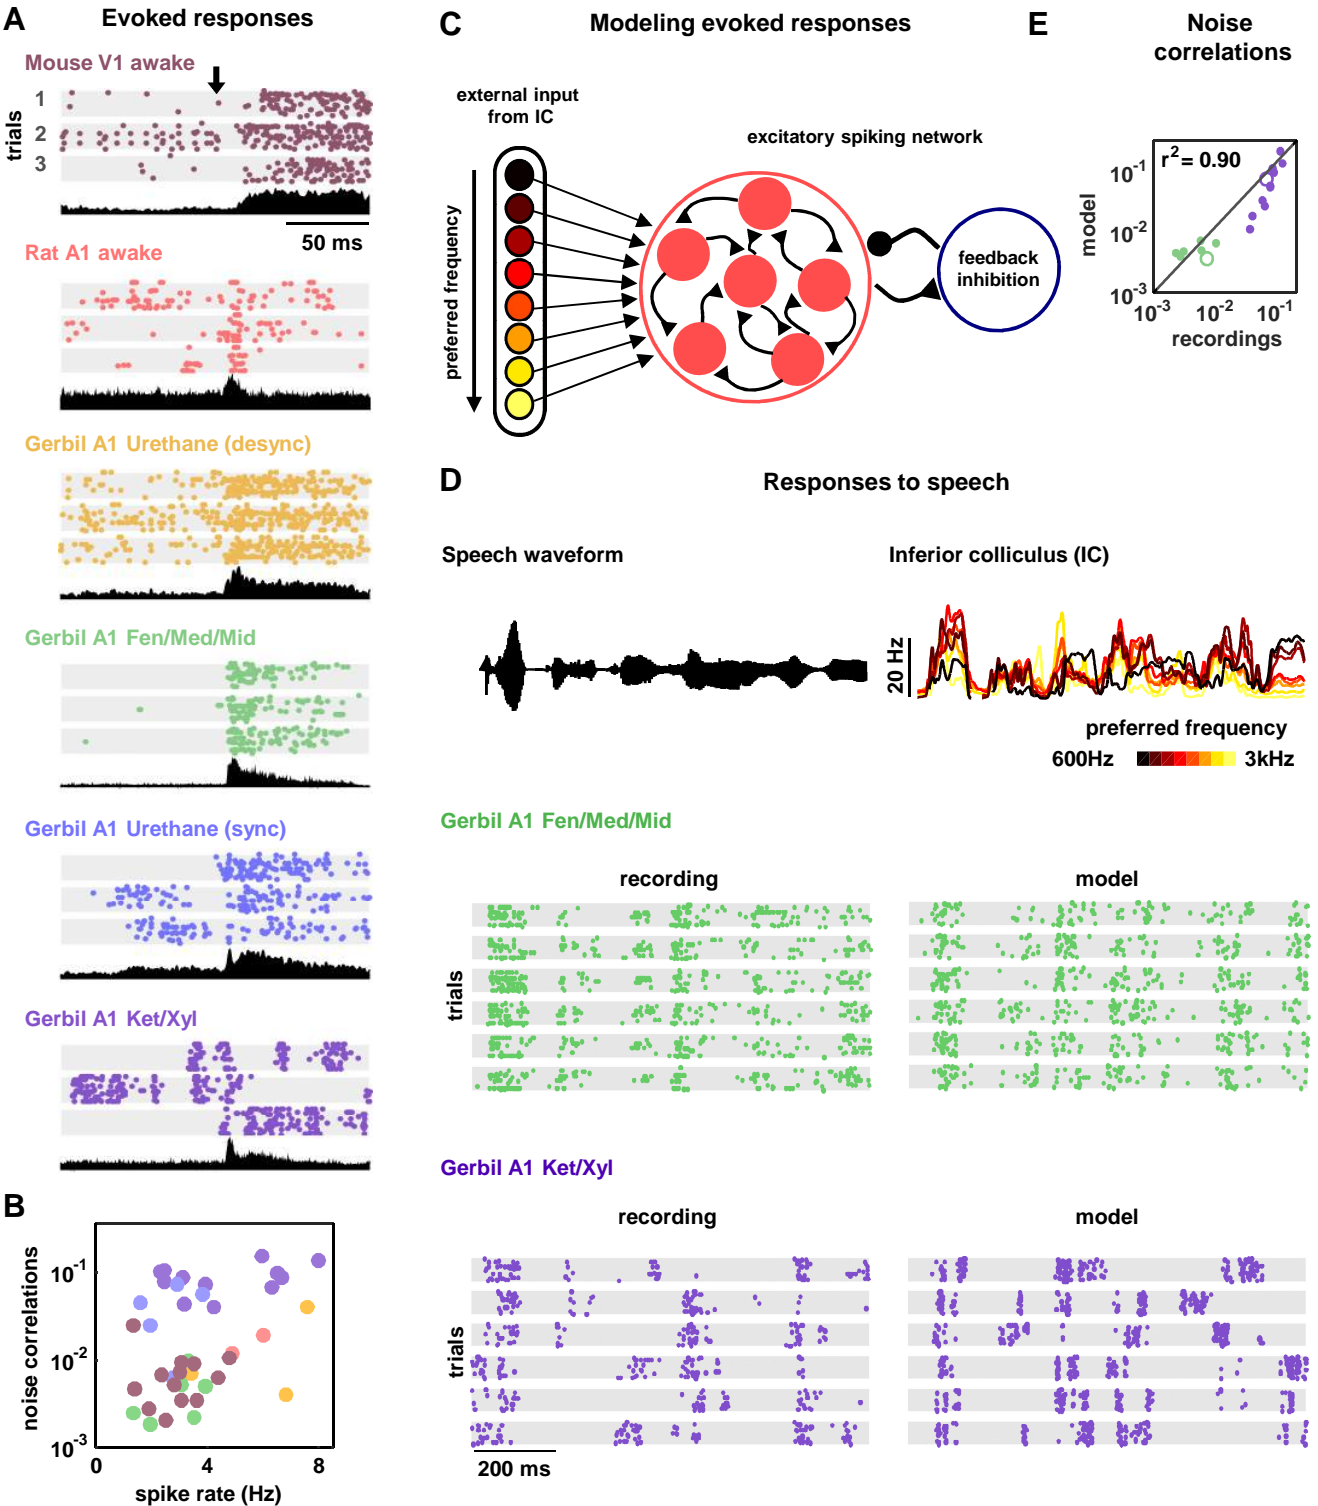 A
Evoked responses
Mouse V1 awake
trials
1
2
3
50 ms
Rat A1 awake
Gerbil A1 Urethane (desync)
Gerbil A1 Fen/Med/Mid
Gerbil A1 Urethane (sync)
Gerbil A1 Ket/Xyl
B
noise correlations
10-1
10-2
10-3
0
4
8
spike rate (Hz)
C
Modeling evoked responses
external input
from IC
preferred frequency
excitatory spiking network
feedback
inhibition
D
Responses to speech
Speech waveform
Inferior colliculus (IC)
20 Hz
preferred frequency
600Hz
3kHz
Gerbil A1 Fen/Med/Mid
recording
model
trials
Gerbil A1 Ket/Xyl
recording
model
trials
200 ms
E
Noise
correlations
r2= 0.90
model
10-1
10-2
10-3
10-3
10-2
10-1
recordings